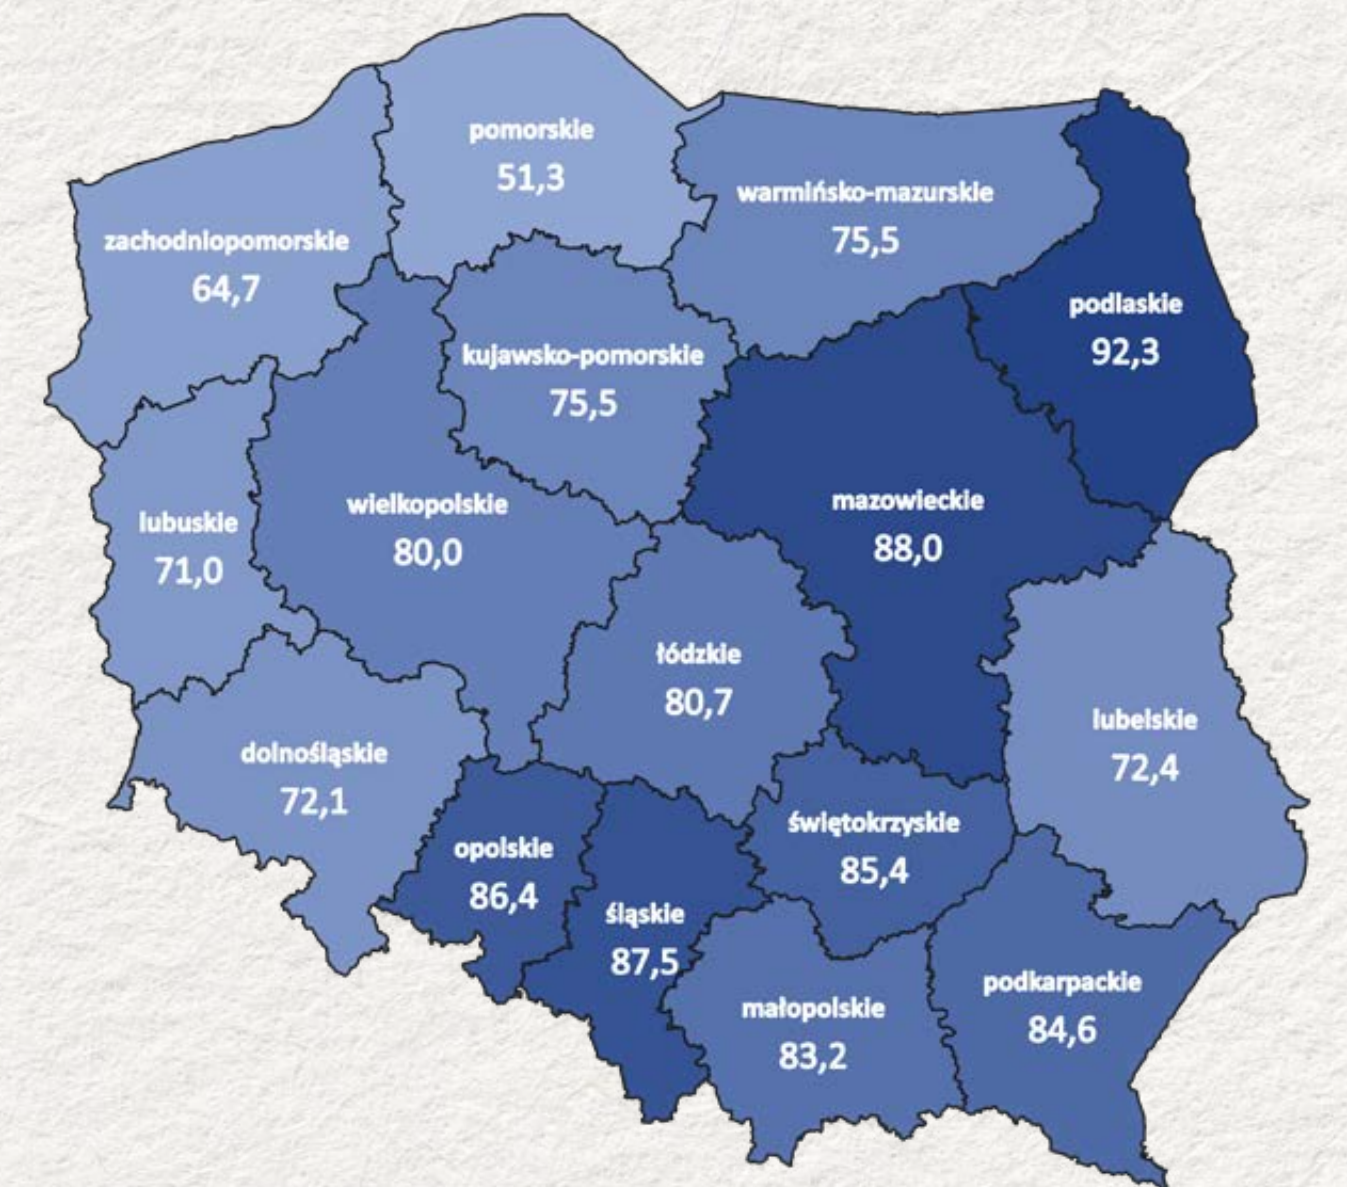 pomorskie
51,3
warmińsko-mazurskie
75,5
zachodniopomorskie
64,7
podlaskie
92,3
kujawsko-pomorskie
75,5
wielkopolskie
80,0
mazowieckie
88,0
lubuskie
71,0
łódzkie
80,7
lubelskie
72,4
dolnośląskie
72,1
świętokrzyskie
85,4
opolskie
86,4
śląskie
87,5
podkarpackie
84,6
małopolskie
83,2